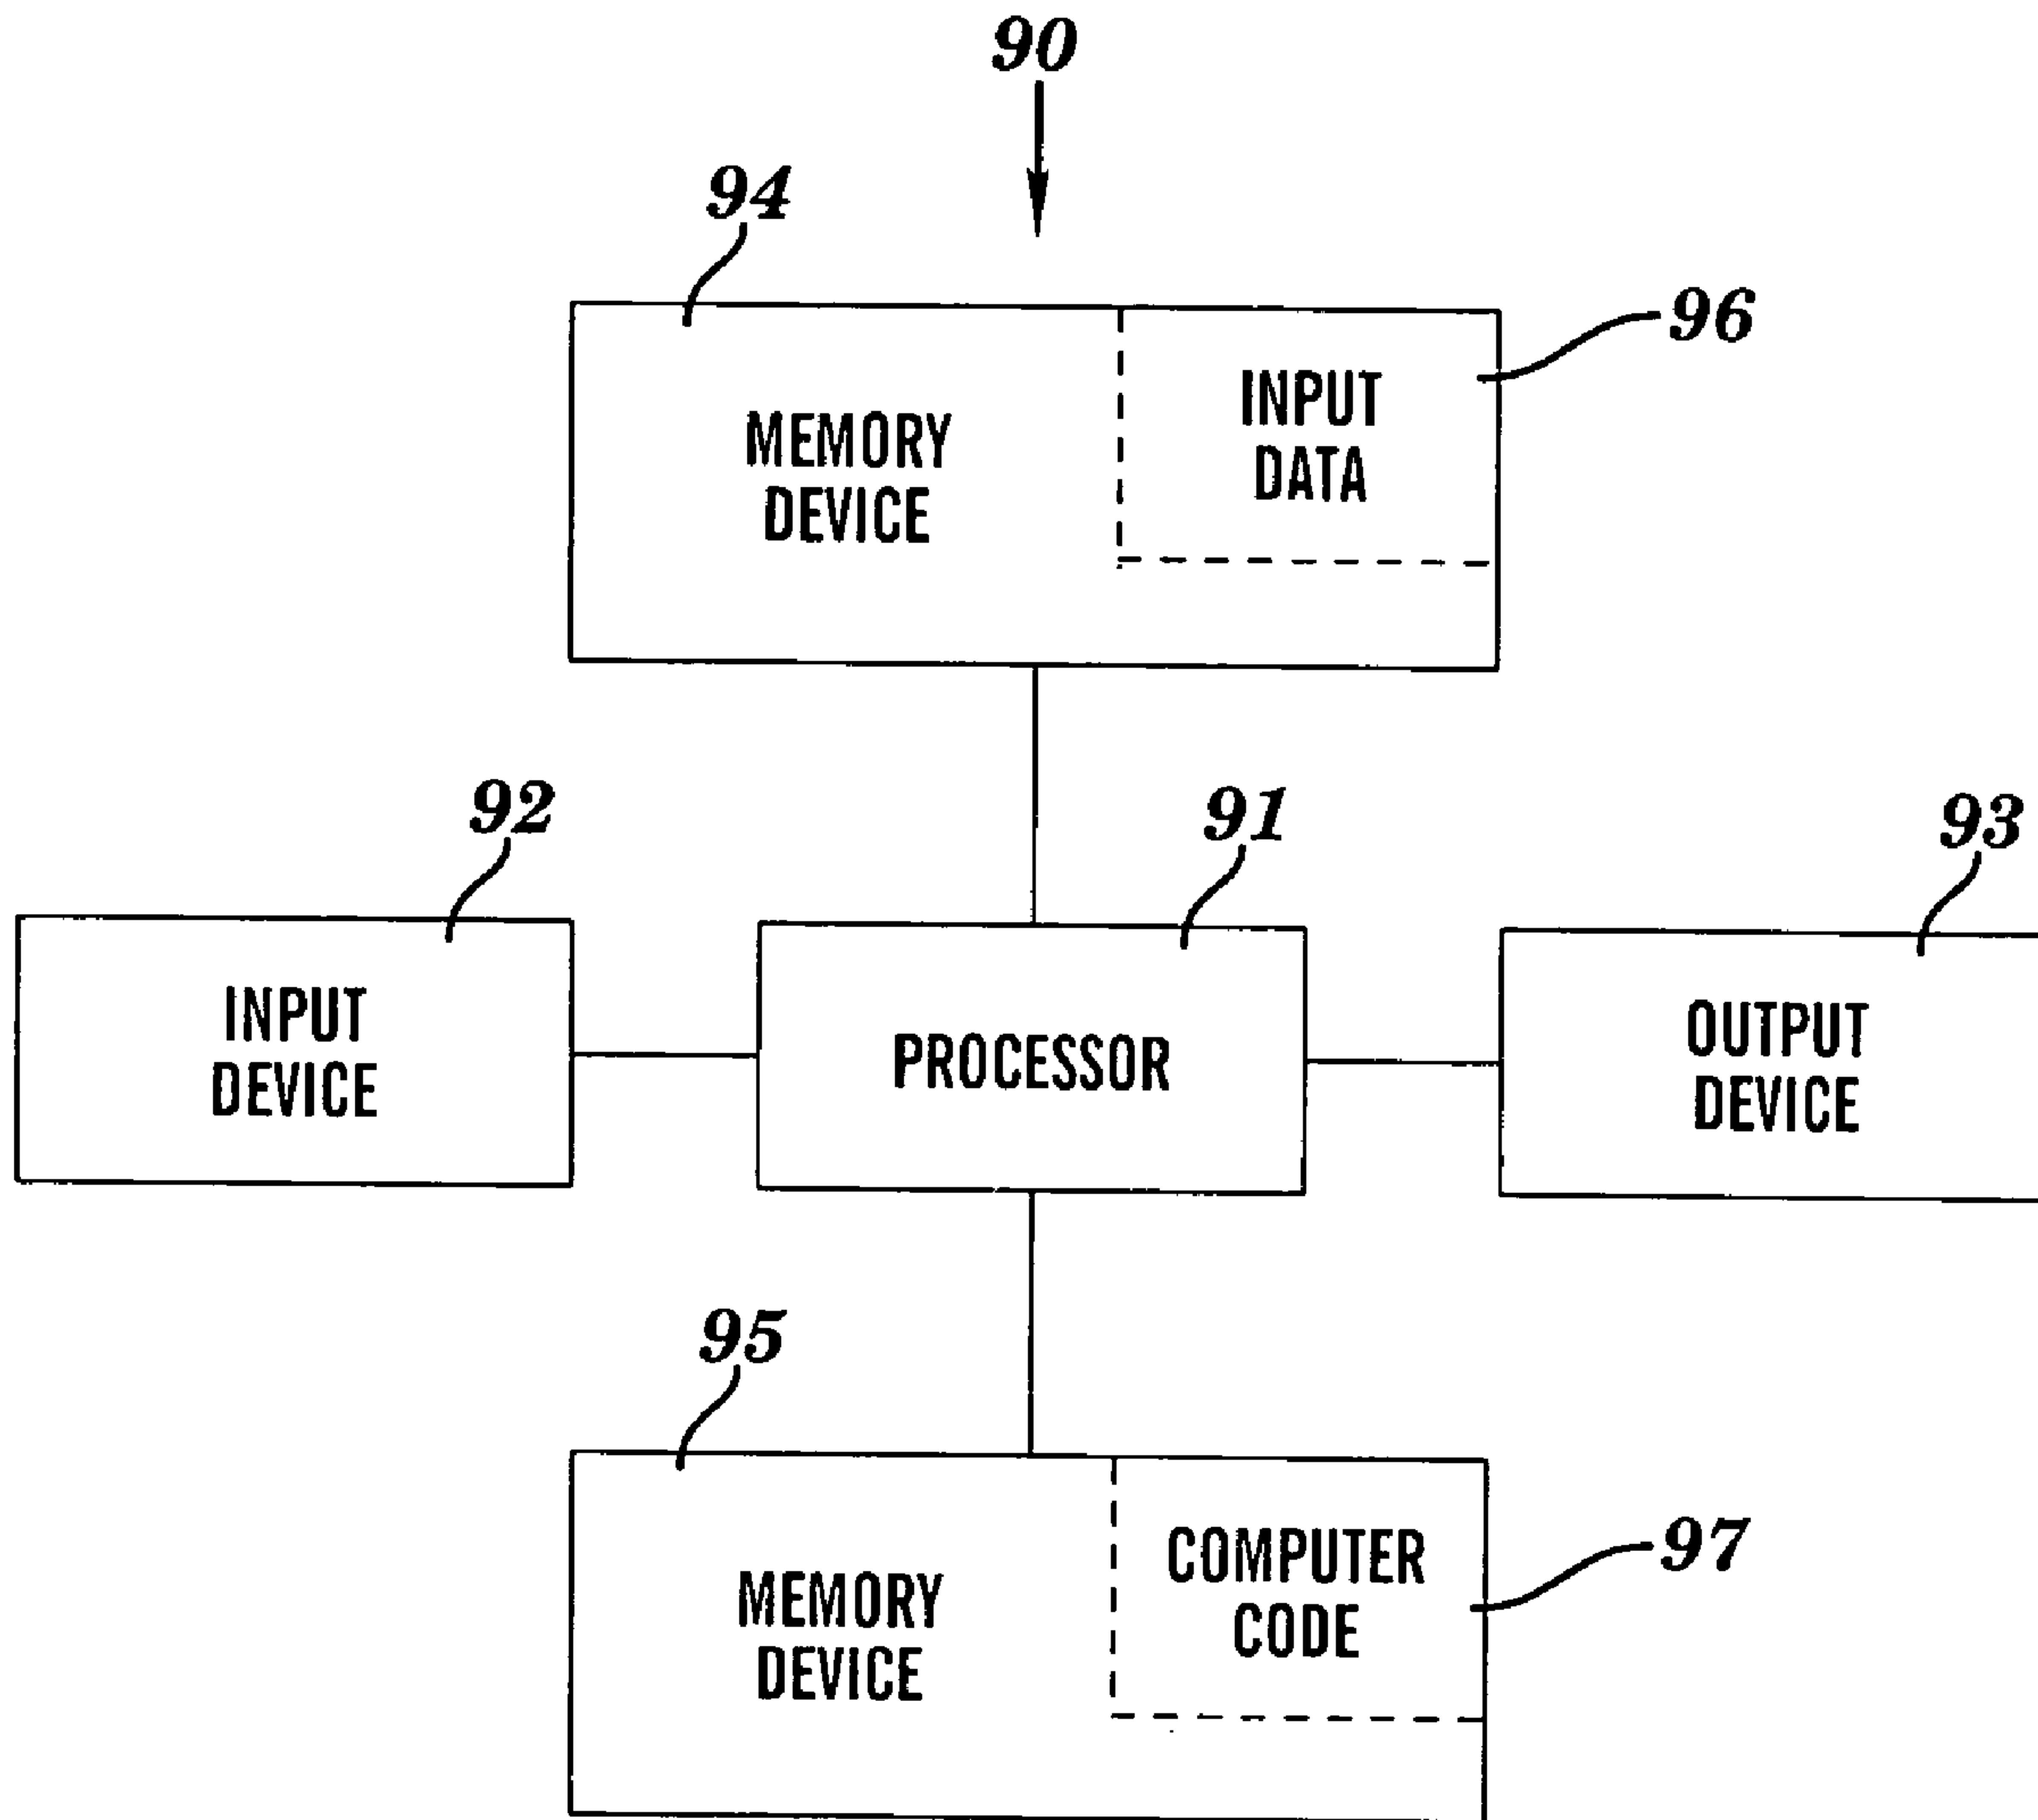 90
94
96
MEMORY
DEVICE
INPUT
DATA
92
91
93
INPUT
DEVICE
PROCESSOR
OUTPUT
DEVICE
95
97
MEMORY
DEVICE
COMPUTER
CODE